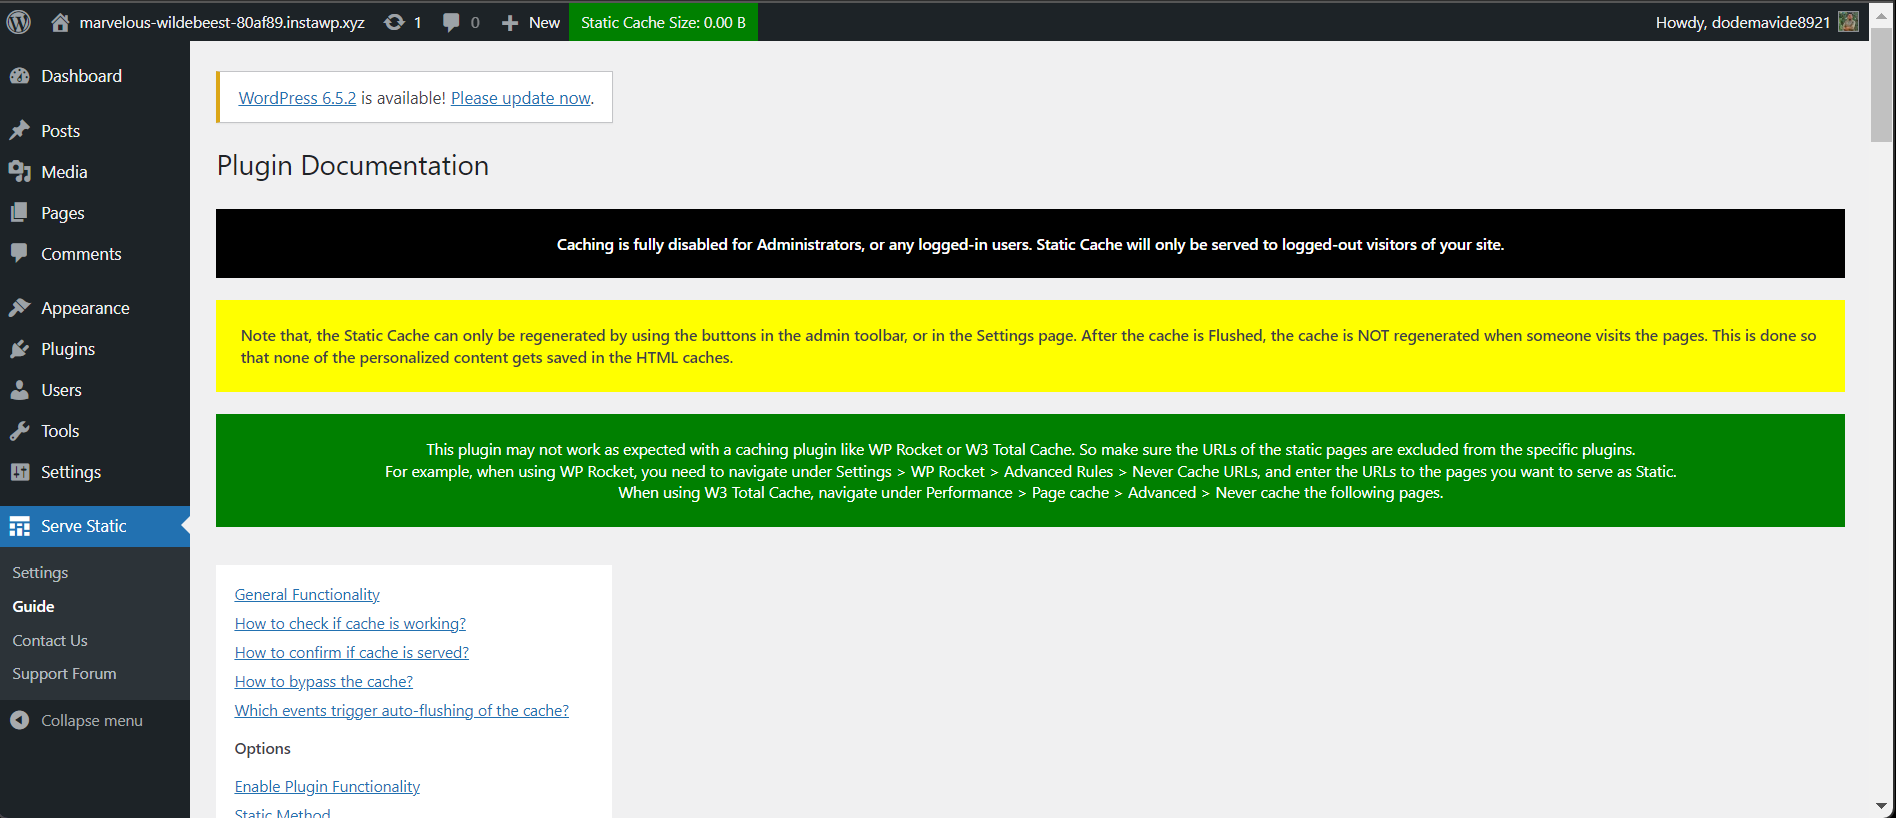 marvelous-wildebeest-80af89.instawp.xyz 1 0 New Static Cache Size: 0.00 B Howdy, dodemavide8921
Dashboard
Posts
Media
Pages
Comments
Appearance
Plugins
Users
Tools
Settings
Serve Static
Settings
Guide
Contact Us
Support Forum
Collapse menu
WordPress 6.5.2 is available! Please update now.
Plugin Documentation
Caching is fully disabled for Administrators, or any logged-in users. Static Cache will only be served to logged-out visitors of your site.
Note that, the Static Cache can only be regenerated by using the buttons in the admin toolbar, or in the Settings page. After the cache is Flushed, the cache is NOT regenerated when someone visits the pages. This is done so
that none of the personalized content gets saved in the HTML caches.
This plugin may not work as expected with a caching plugin like WP Rocket or W3 Total Cache. So make sure the URLs of the static pages are excluded from the specific plugins.
For example, when using WP Rocket, you need to navigate under Settings > WP Rocket > Advanced Rules > Never Cache URLs, and enter the URLs to the pages you want to serve as Static.
When using W3 Total Cache, navigate under Performance > Page cache > Advanced > Never cache the following pages.
General Functionality
How to check if cache is working?
How to confirm if cache is served?
How to bypass the cache?
Which events trigger auto-flushing of the cache?
Options
Enable Plugin Functionality
Static Method